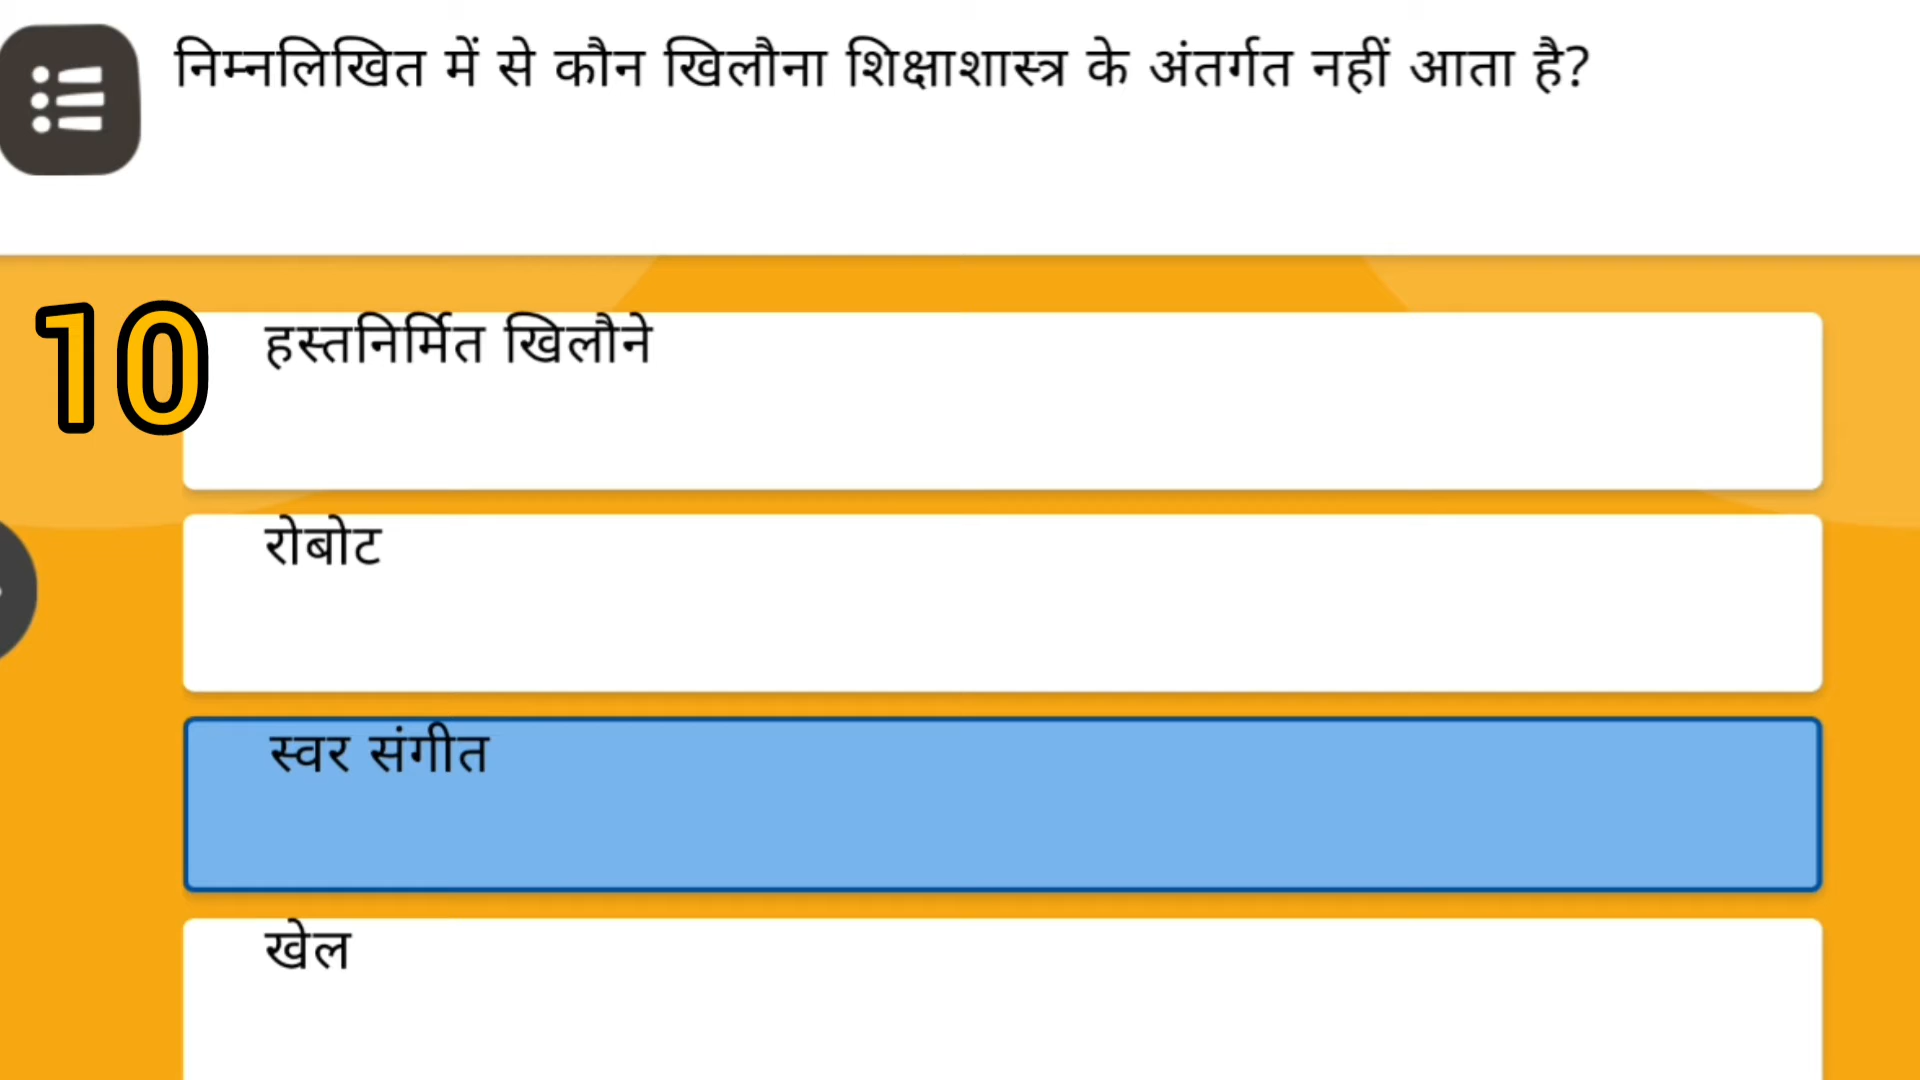 निम्नलिखित में से कौन खिलौना शिक्षाशास्त्र के अंतर्गत नहीं आता है?
10
हस्तनिर्मित खिलौने
रोबोट
स्वर संगीत
खेल